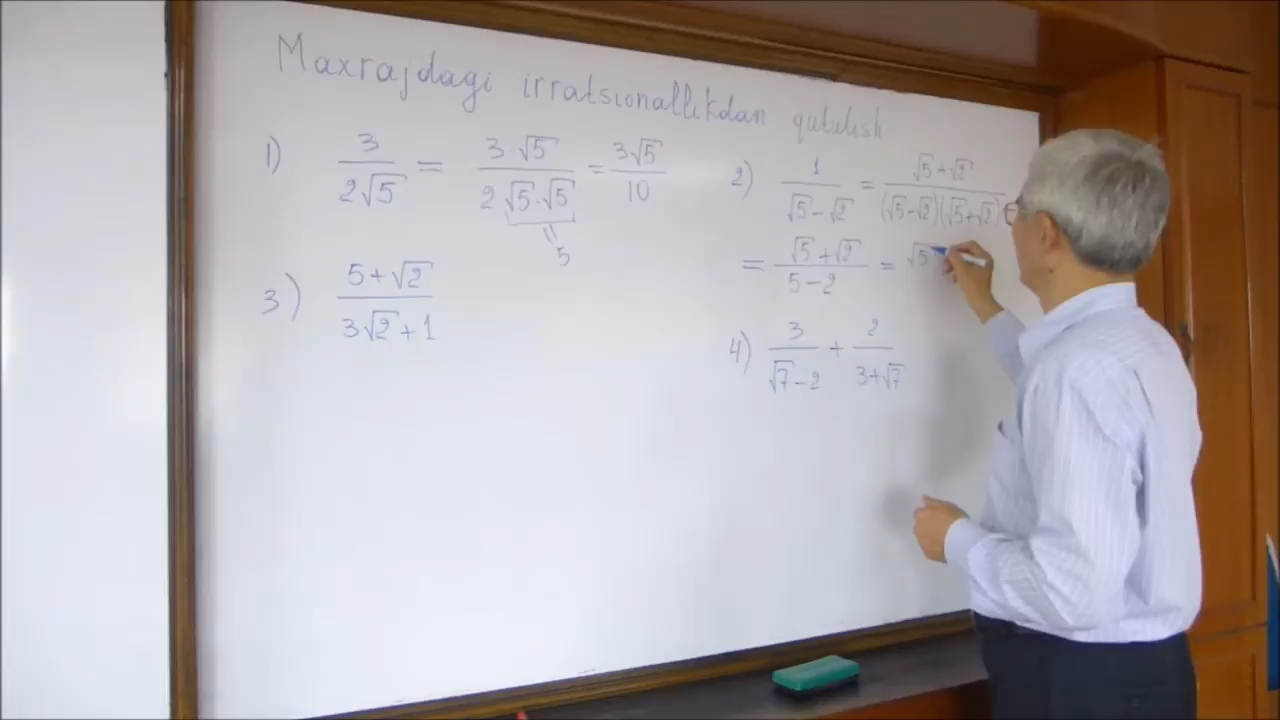 Maxrajdagi irratsionallikdan qutulish
1) 3/(2√5) = (3·√5)/(2√5·√5) = 3√5/10
5
2) 1/(√5−√2) = (√5+√2)/((√5−√2)(√5+√2))
= (√5+√2)/(5−2) = √5
3) (5+√2)/(3√2+1)
4) 3/(√7−2) + 2/(3+√7)